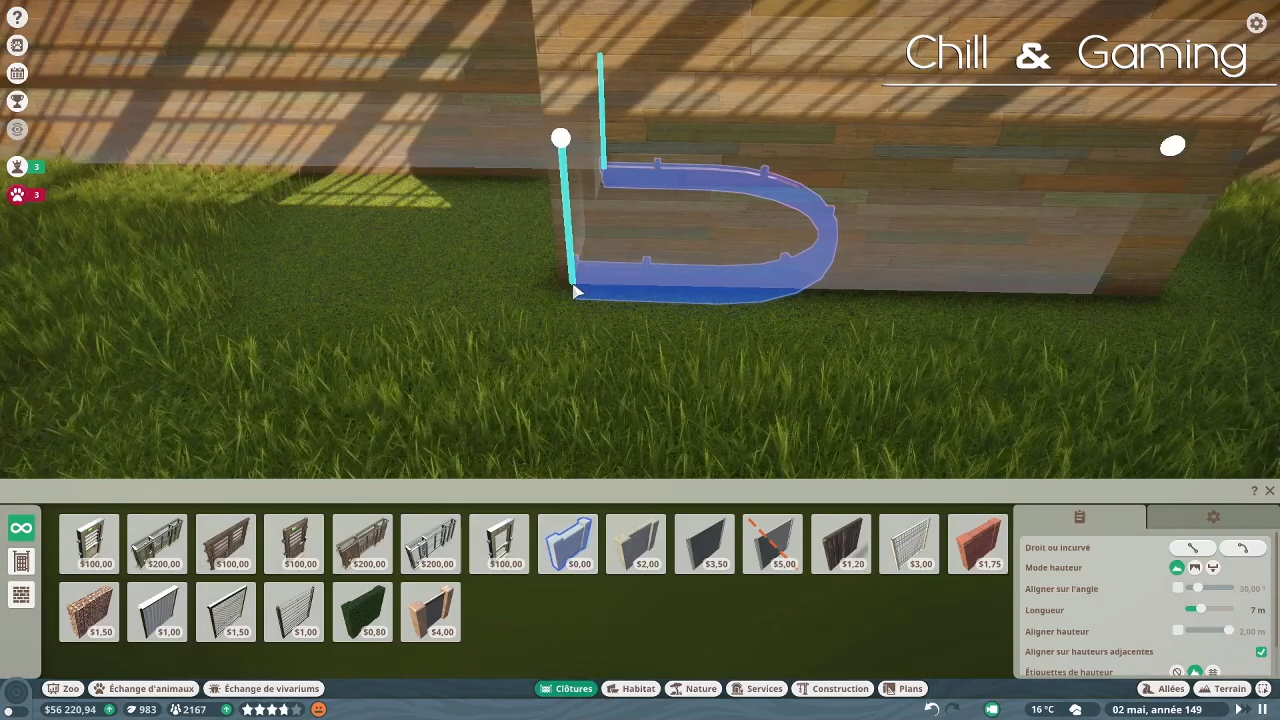 Chill & Gaming
?
3
3
? ×
$100,00 $200,00 $100,00 $100,00 $200,00 $200,00 $100,00 $0,00 $2,00 $3,50 $5,00 $1,20 $3,00 $1,75
$1,50 $1,00 $1,50 $1,00 $0,80 $4,00
Droit ou incurvé
Mode hauteur
Aligner sur l'angle 30,00 °
Longueur 7 m
Aligner hauteur 2,00 m
Aligner sur hauteurs adjacentes
Étiquettes de hauteur
Zoo Échange d'animaux Échange de vivariums Clôtures Habitat Nature Services Construction Plans Allées Terrain
$56 220,94 983 2167 16 °C 02 mai, année 149